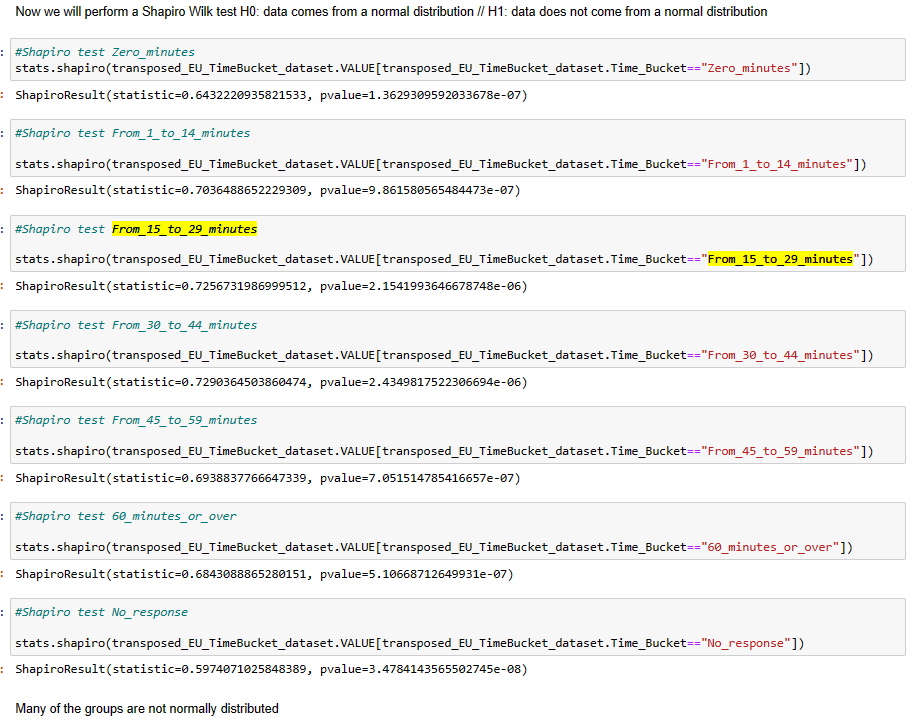 Now we will perform a Shapiro Wilk test H0: data comes from a normal distribution // H1: data does not come from a normal distribution
#Shapiro test Zero_minutes
stats.shapiro(transposed_EU_TimeBucket_dataset.VALUE[transposed_EU_TimeBucket_dataset.Time_Bucket=="Zero_minutes"])
ShapiroResult(statistic=0.6432220935821533, pvalue=1.3629309592033678e-07)
#Shapiro test From_1_to_14_minutes
stats.shapiro(transposed_EU_TimeBucket_dataset.VALUE[transposed_EU_TimeBucket_dataset.Time_Bucket=="From_1_to_14_minutes"])
ShapiroResult(statistic=0.7036488652229309, pvalue=9.861580565484473e-07)
#Shapiro test From_15_to_29_minutes
stats.shapiro(transposed_EU_TimeBucket_dataset.VALUE[transposed_EU_TimeBucket_dataset.Time_Bucket=="From_15_to_29_minutes"])
ShapiroResult(statistic=0.7256731986999512, pvalue=2.1541993646678748e-06)
#Shapiro test From_30_to_44_minutes
stats.shapiro(transposed_EU_TimeBucket_dataset.VALUE[transposed_EU_TimeBucket_dataset.Time_Bucket=="From_30_to_44_minutes"])
ShapiroResult(statistic=0.7290364503860474, pvalue=2.4349817522306694e-06)
#Shapiro test From_45_to_59_minutes
stats.shapiro(transposed_EU_TimeBucket_dataset.VALUE[transposed_EU_TimeBucket_dataset.Time_Bucket=="From_45_to_59_minutes"])
ShapiroResult(statistic=0.6938837766647339, pvalue=7.051514785416657e-07)
#Shapiro test 60_minutes_or_over
stats.shapiro(transposed_EU_TimeBucket_dataset.VALUE[transposed_EU_TimeBucket_dataset.Time_Bucket=="60_minutes_or_over"])
ShapiroResult(statistic=0.6843088865280151, pvalue=5.10668712649931e-07)
#Shapiro test No_response
stats.shapiro(transposed_EU_TimeBucket_dataset.VALUE[transposed_EU_TimeBucket_dataset.Time_Bucket=="No_response"])
ShapiroResult(statistic=0.5974071025848389, pvalue=3.4784143565502745e-08)
Many of the groups are not normally distributed